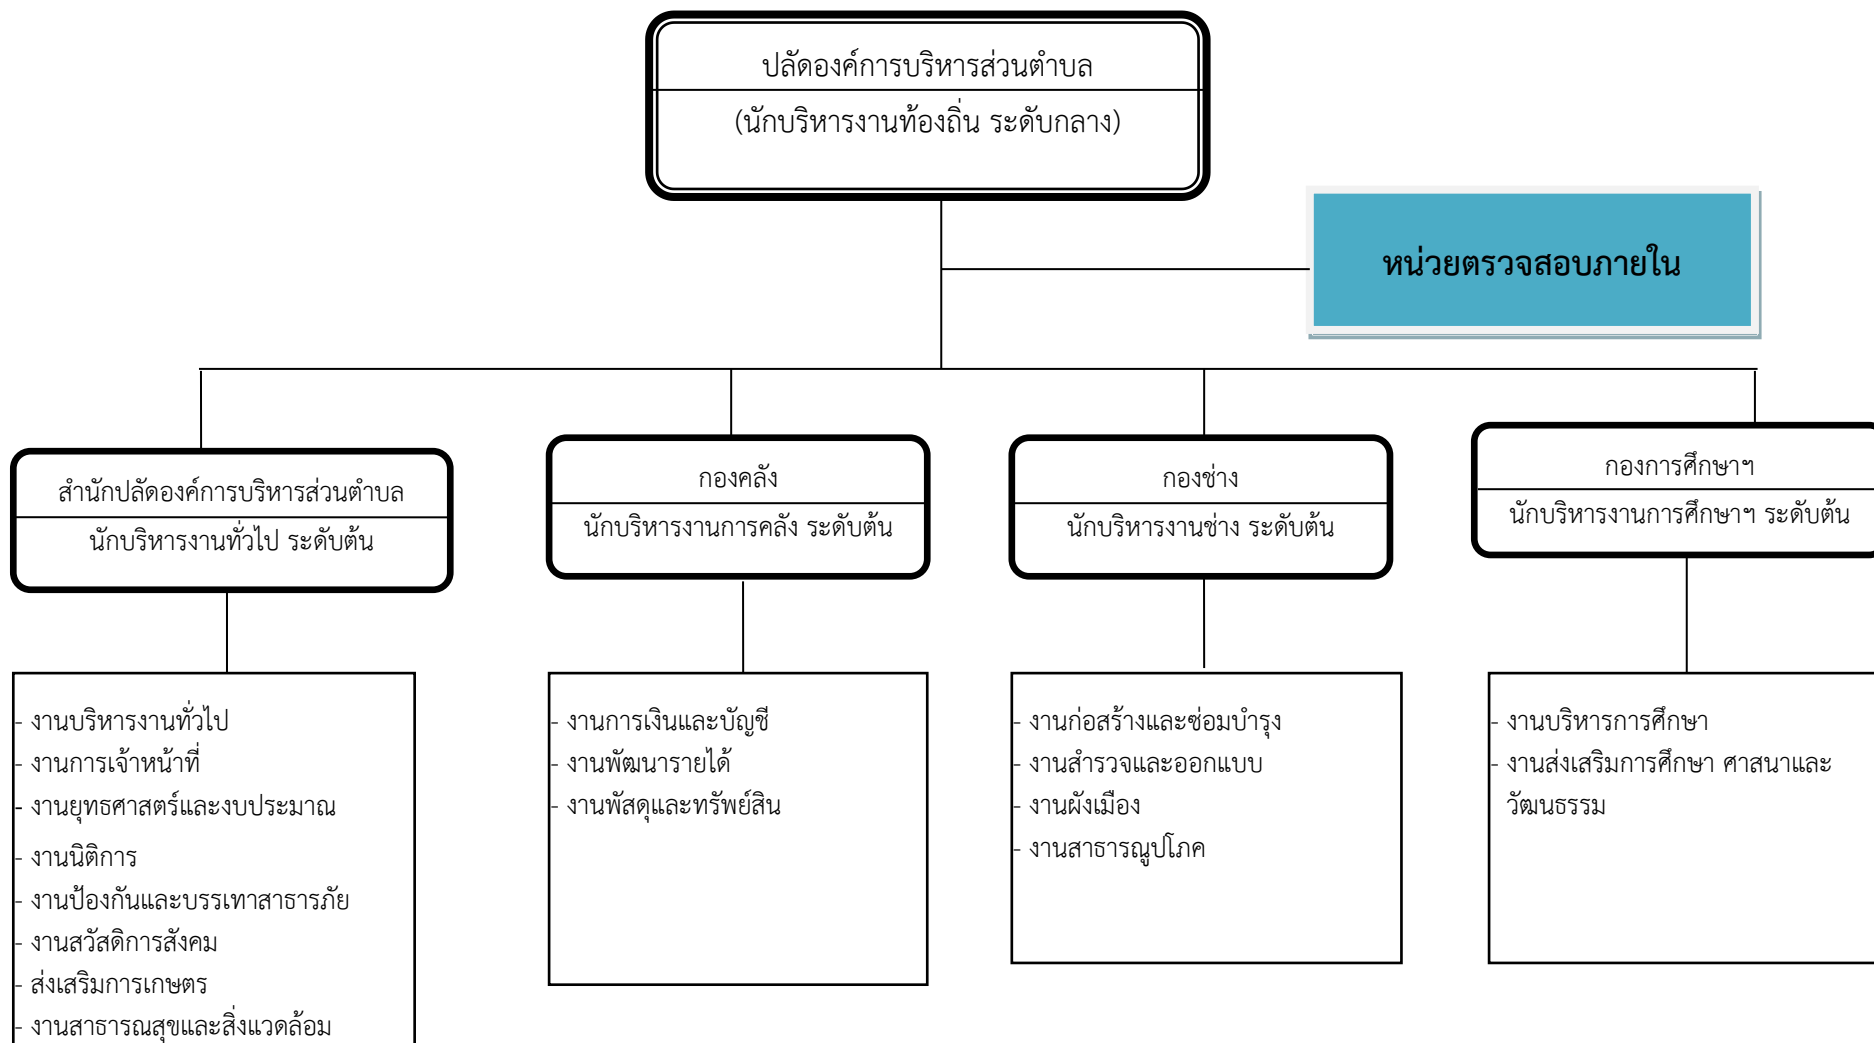 ปลัดองค์การบริหารส่วนตำบล
(นักบริหารงานท้องถิ่น ระดับกลาง)
หน่วยตรวจสอบภายใน
สำนักปลัดองค์การบริหารส่วนตำบล
นักบริหารงานทั่วไป ระดับต้น
กองคลัง
นักบริหารงานการคลัง ระดับต้น
กองช่าง
นักบริหารงานช่าง ระดับต้น
กองการศึกษาฯ
นักบริหารงานการศึกษาฯ ระดับต้น
- งานบริหารงานทั่วไป
- งานการเจ้าหน้าที่
- งานยุทธศาสตร์และงบประมาณ
- งานนิติการ
- งานป้องกันและบรรเทาสาธารภัย
- งานสวัสดิการสังคม
- ส่งเสริมการเกษตร
- งานสาธารณสุขและสิ่งแวดล้อม
- งานการเงินและบัญชี
- งานพัฒนารายได้
- งานพัสดุและทรัพย์สิน
- งานก่อสร้างและซ่อมบำรุง
- งานสำรวจและออกแบบ
- งานผังเมือง
- งานสาธารณูปโภค
- งานบริหารการศึกษา
- งานส่งเสริมการศึกษา ศาสนาและ
วัฒนธรรม